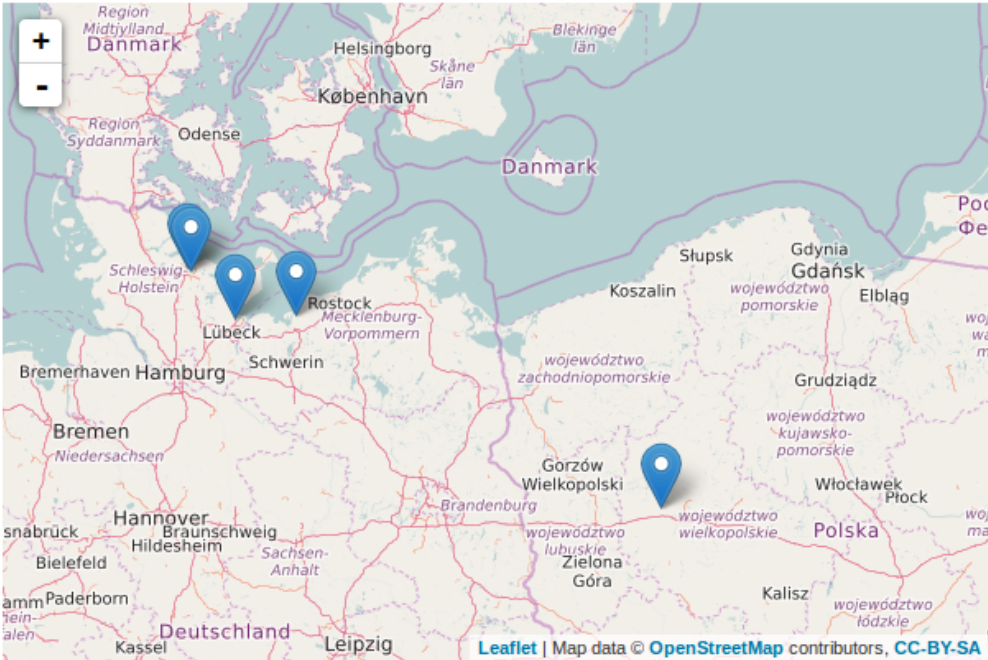 +
-
Region
Midtjylland
Danmark
Helsingborg
Blekinge
län
Skåne
län
København
Region
Syddanmark
Odense
Danmark
Schleswig-
Holstein
Rostock
Lübeck
Mecklenburg-
Vorpommern
Schwerin
Bremerhaven
Hamburg
Słupsk
Gdynia
Gdańsk
Koszalin
województwo
pomorskie
Elbląg
województwo
zachodniopomorskie
Grudziądz
Bremen
Niedersachsen
województwo
kujawsko-
pomorskie
Gorzów
Wielkopolski
Włocławek
Płock
Brandenburg
Hannover
Braunschweig
Hildesheim
snabrück
Sachsen-
Anhalt
województwo
lubuskie
województwo
wielkopolskie
Polska
Zielona
Góra
Bielefeld
Paderborn
amm
Kalisz
województwo
łódzkie
Deutschland
Kassel
Leipzig
Leaflet | Map data © OpenStreetMap contributors, CC-BY-SA